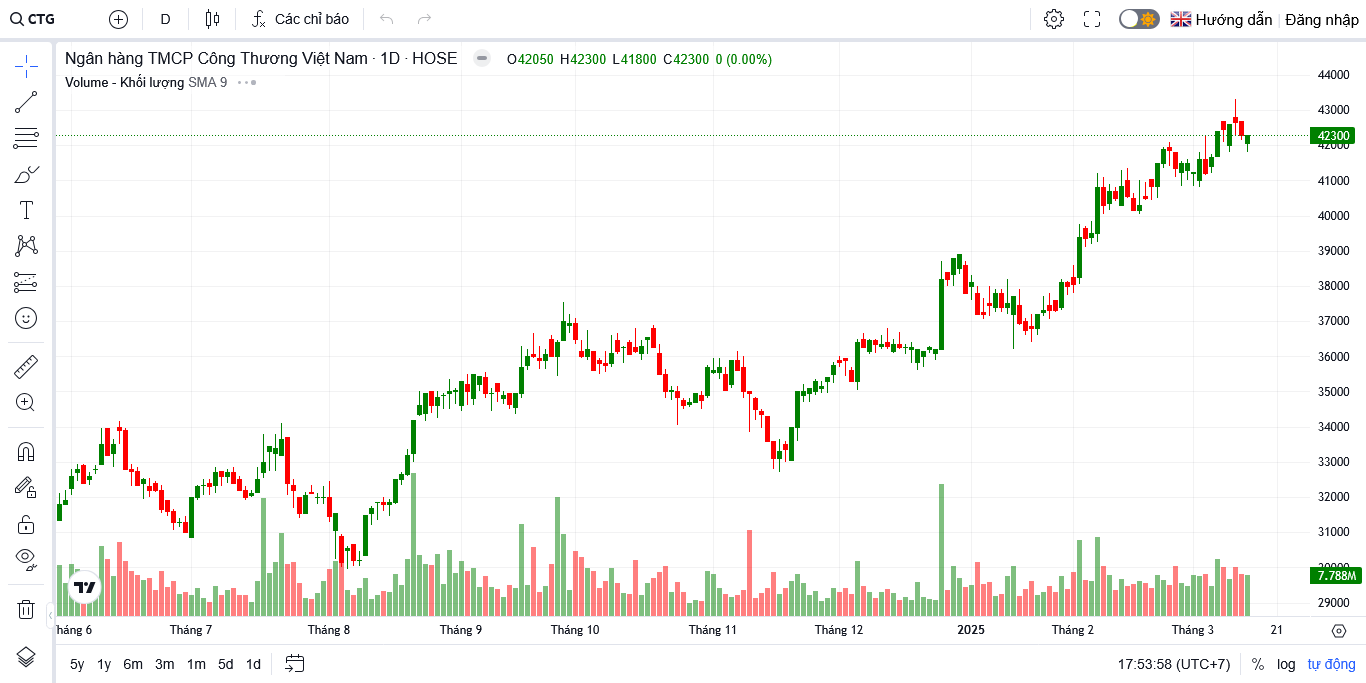 CTG D Các chỉ báo Hướng dẫn Đăng nhập
Ngân hàng TMCP Công Thương Việt Nam · 1D · HOSE O42050 H42300 L41800 C42300 0 (0.00%)
Volume - Khối lượng SMA 9
44000
43000
42300
42000
41000
40000
39000
38000
37000
36000
35000
34000
33000
32000
31000
30000
7.788M
29000
háng 6 Tháng 7 Tháng 8 Tháng 9 Tháng 10 Tháng 11 Tháng 12 2025 Tháng 2 Tháng 3 21
5y 1y 6m 3m 1m 5d 1d 17:53:58 (UTC+7) % log tự động